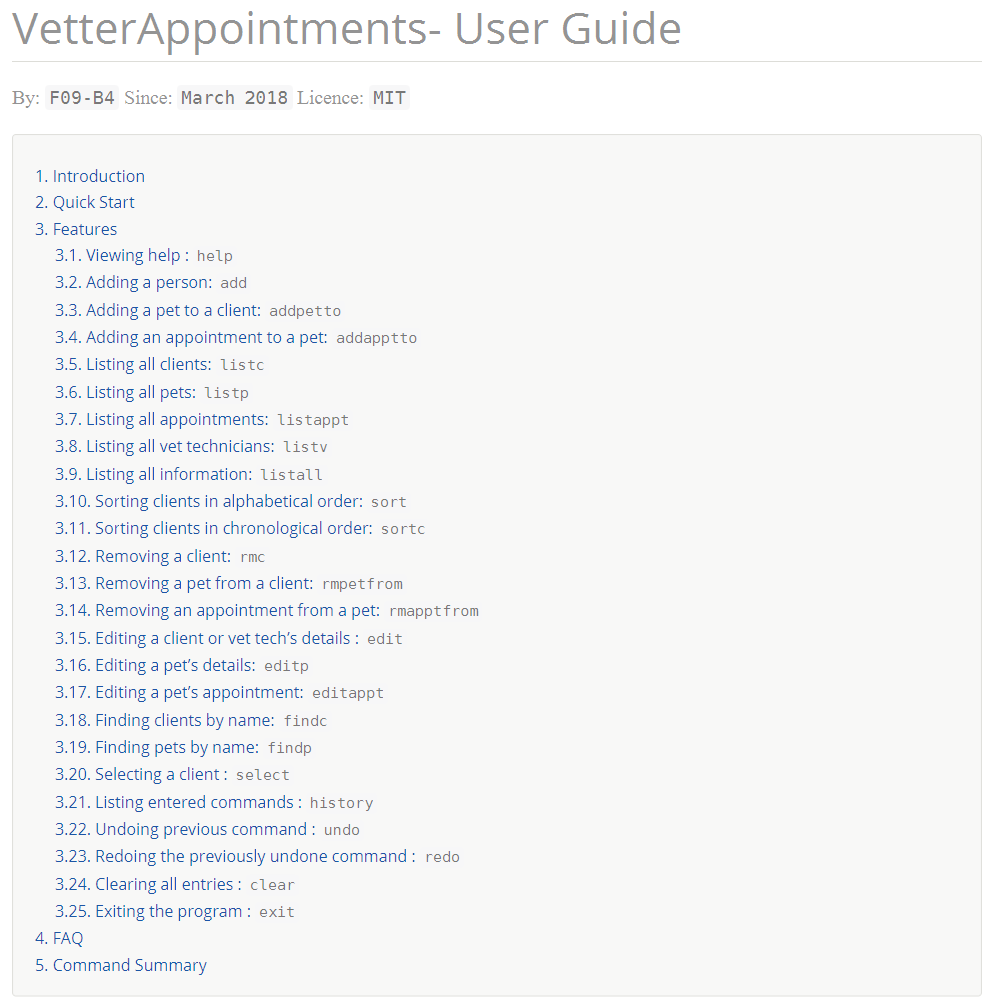 VetterAppointments- User Guide
By: F09-B4 Since: March 2018 Licence: MIT
1. Introduction
2. Quick Start
3. Features
3.1. Viewing help : help
3.2. Adding a person: add
3.3. Adding a pet to a client: addpetto
3.4. Adding an appointment to a pet: addapptto
3.5. Listing all clients: listc
3.6. Listing all pets: listp
3.7. Listing all appointments: listappt
3.8. Listing all vet technicians: listv
3.9. Listing all information: listall
3.10. Sorting clients in alphabetical order: sort
3.11. Sorting clients in chronological order: sortc
3.12. Removing a client: rmc
3.13. Removing a pet from a client: rmpetfrom
3.14. Removing an appointment from a pet: rmapptfrom
3.15. Editing a client or vet tech’s details : edit
3.16. Editing a pet’s details: editp
3.17. Editing a pet’s appointment: editappt
3.18. Finding clients by name: findc
3.19. Finding pets by name: findp
3.20. Selecting a client : select
3.21. Listing entered commands : history
3.22. Undoing previous command : undo
3.23. Redoing the previously undone command : redo
3.24. Clearing all entries : clear
3.25. Exiting the program : exit
4. FAQ
5. Command Summary